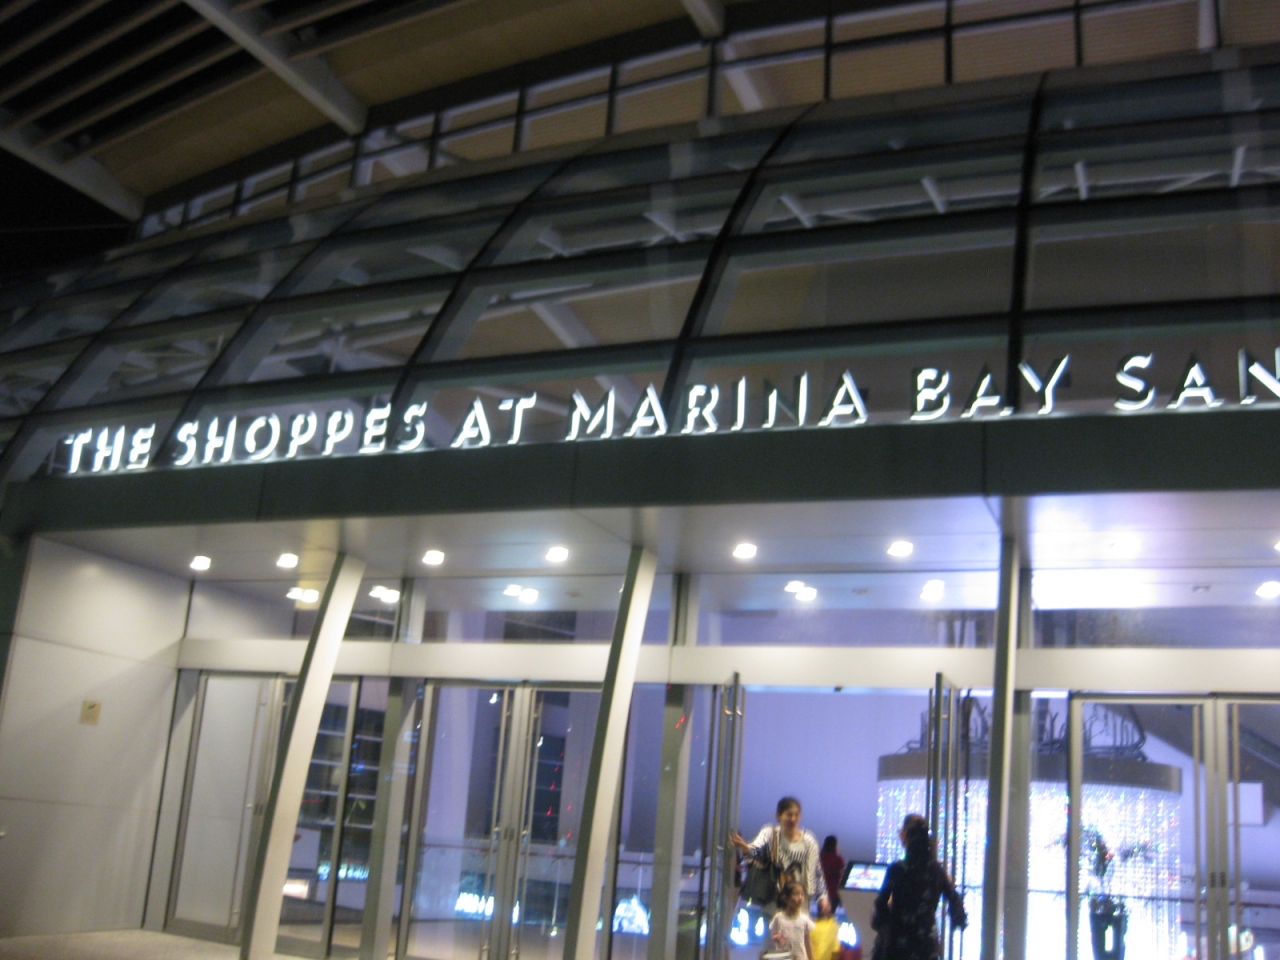 THE SHOPPES AT MARINA BAY SAN